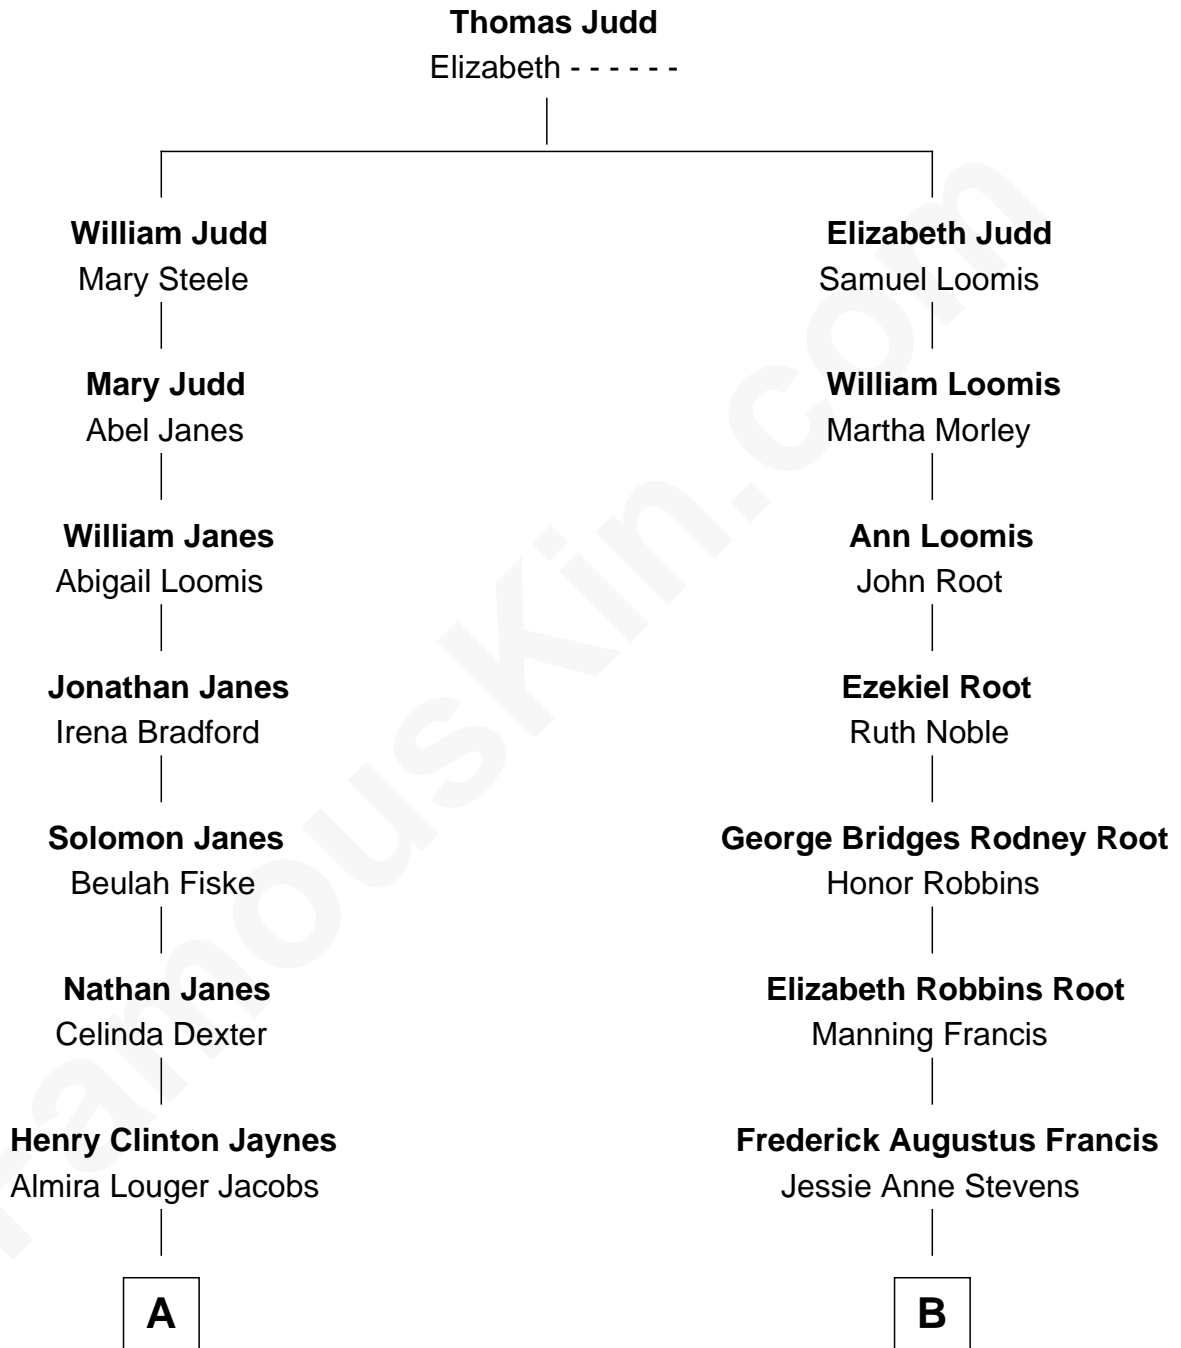 Thomas Judd
Elizabeth - - - - - -
William Judd
Mary Steele
Elizabeth Judd
Samuel Loomis
Mary Judd
Abel Janes
William Loomis
Martha Morley
William Janes
Abigail Loomis
Ann Loomis
John Root
Jonathan Janes
Irena Bradford
Ezekiel Root
Ruth Noble
Solomon Janes
Beulah Fiske
George Bridges Rodney Root
Honor Robbins
Nathan Janes
Celinda Dexter
Elizabeth Robbins Root
Manning Francis
Henry Clinton Jaynes
Almira Louger Jacobs
Frederick Augustus Francis
Jessie Anne Stevens
A
B
FamousKin.com